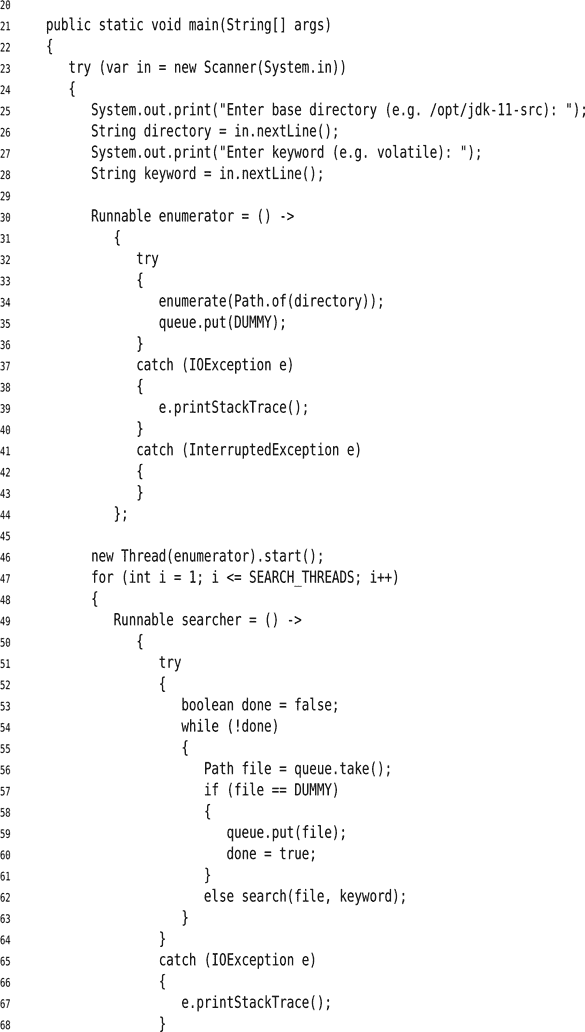 20
21 public static void main(String[] args)
22 {
23 try (var in = new Scanner(System.in))
24 {
25 System.out.print("Enter base directory (e.g. /opt/jdk-11-src): ");
26 String directory = in.nextLine();
27 System.out.print("Enter keyword (e.g. volatile): ");
28 String keyword = in.nextLine();
29
30 Runnable enumerator = () ->
31 {
32 try
33 {
34 enumerate(Path.of(directory));
35 queue.put(DUMMY);
36 }
37 catch (IOException e)
38 {
39 e.printStackTrace();
40 }
41 catch (InterruptedException e)
42 {
43 }
44 };
45
46 new Thread(enumerator).start();
47 for (int i = 1; i <= SEARCH_THREADS; i++)
48 {
49 Runnable searcher = () ->
50 {
51 try
52 {
53 boolean done = false;
54 while (!done)
55 {
56 Path file = queue.take();
57 if (file == DUMMY)
58 {
59 queue.put(file);
60 done = true;
61 }
62 else search(file, keyword);
63 }
64 }
65 catch (IOException e)
66 {
67 e.printStackTrace();
68 }